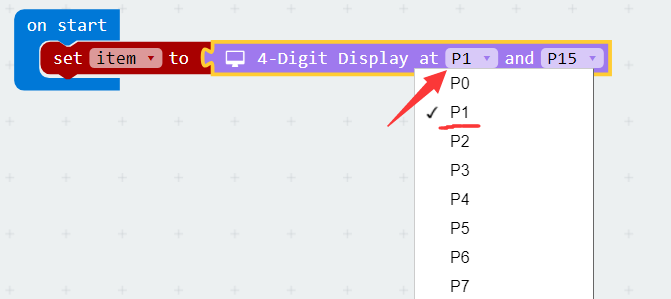 on start
set item to 4-Digit Display at P1 and P15
P0
P1
P2
P3
P4
P5
P6
P7